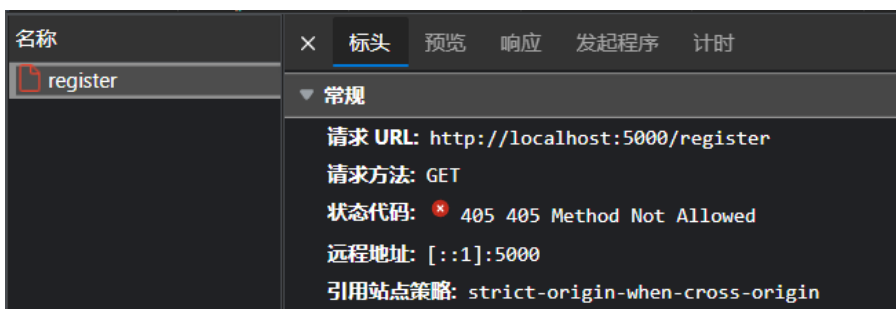 名称
× 标头 预览 响应 发起程序 计时
register
▼ 常规
请求 URL: http://localhost:5000/register
请求方法: GET
状态代码: 405 405 Method Not Allowed
远程地址: [::1]:5000
引用站点策略: strict-origin-when-cross-origin